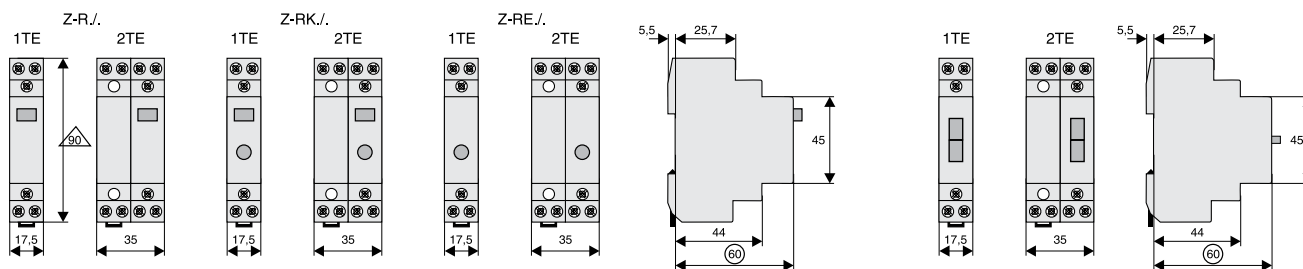 Z-R./. Z-RK./. Z-RE./.
1TE 2TE 1TE 2TE 1TE 2TE 5,5 25,7 1TE 2TE 5,5 25,7
90 45 45
44 44
17,5 35 17,5 35 17,5 35 60 17,5 35 60